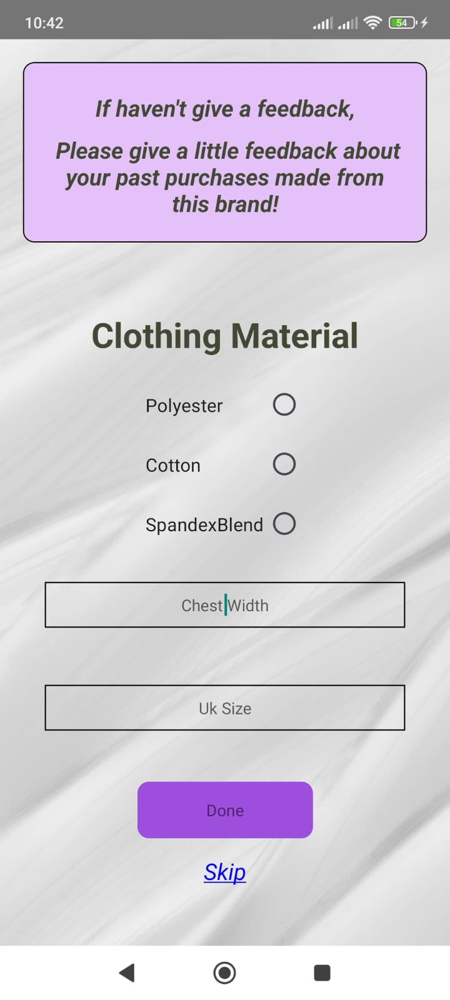 10:42
54
If haven't give a feedback,
Please give a little feedback about
your past purchases made from
this brand!
Clothing Material
Polyester
Cotton
SpandexBlend
Chest Width
Uk Size
Done
Skip